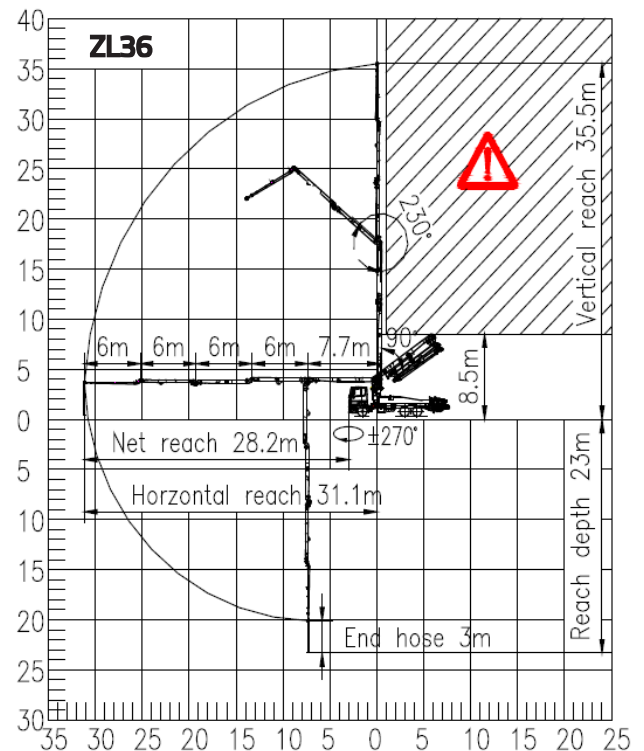 ZL36
40
35
30
25
20
15
10
5
0
5
10
15
20
25
30
Vertical reach 35.5m
230°
90°
8.5m
6m 6m 6m 6m 7.7m
±270°
Net reach 28.2m
Horzontal reach 31.1m
Reach depth 23m
End hose 3m
35 30 25 20 15 10 5 0 5 10 15 20 25